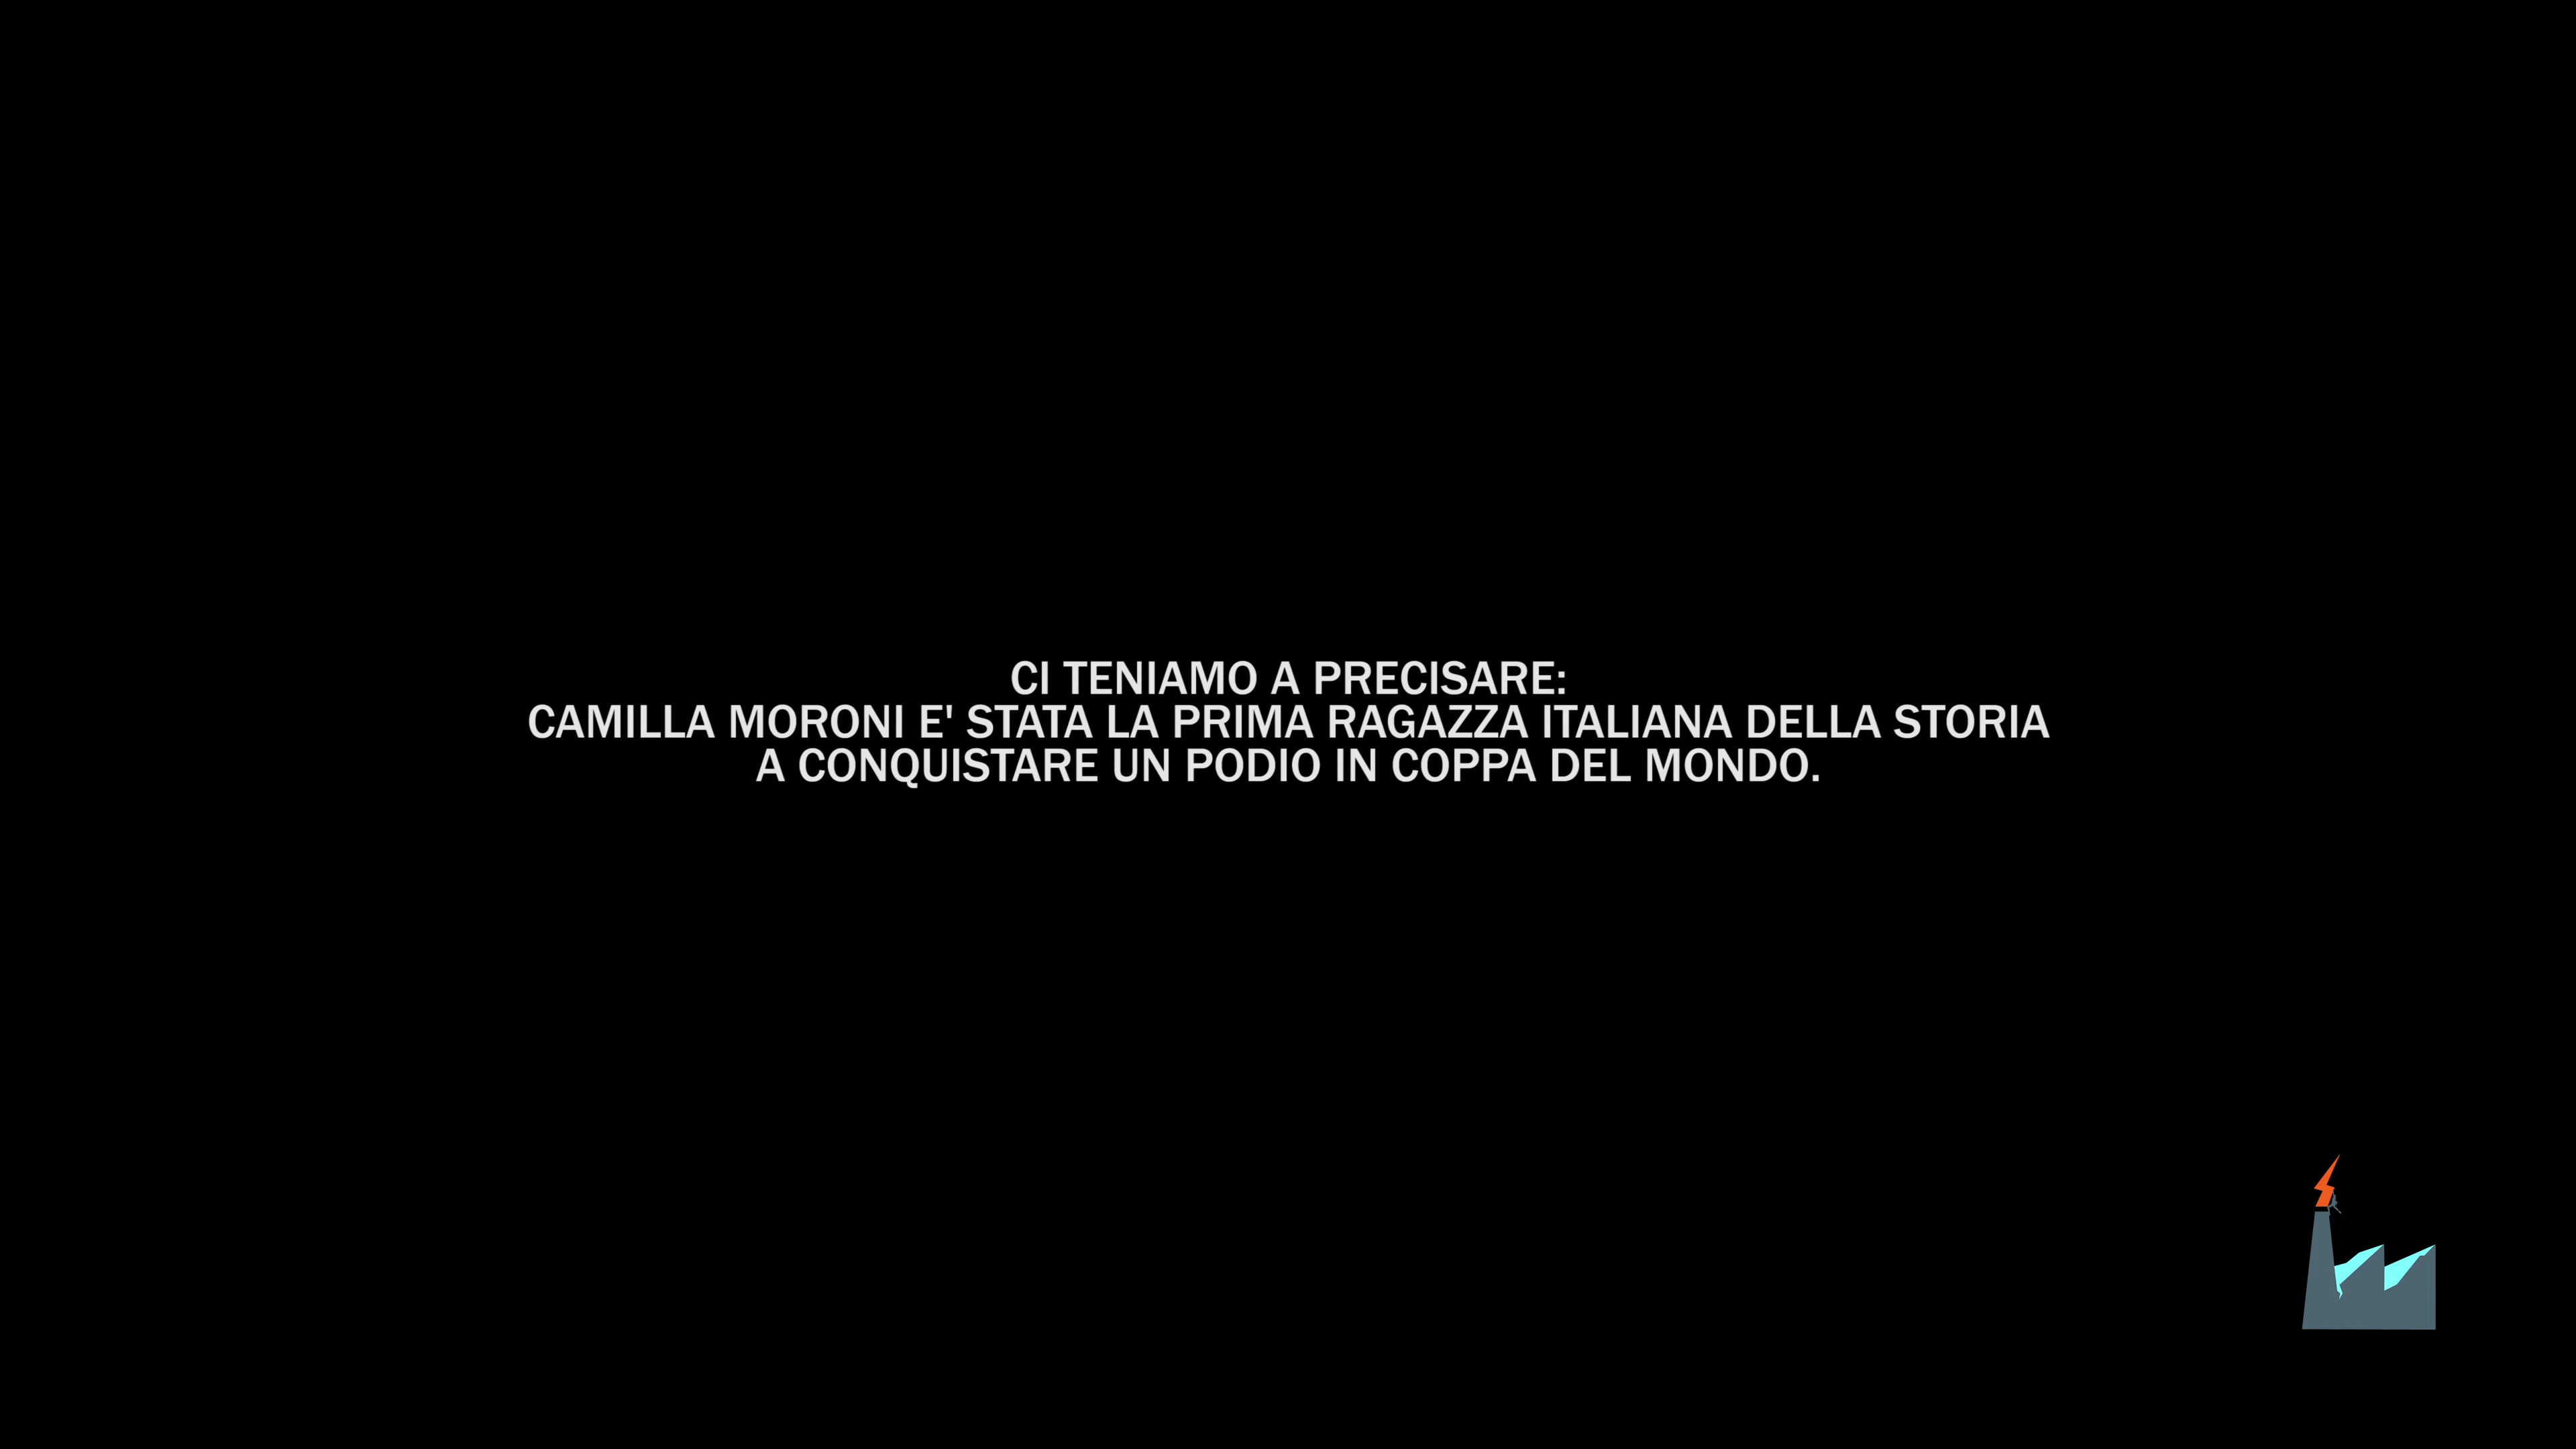 CI TENIAMO A PRECISARE:
CAMILLA MORONI E' STATA LA PRIMA RAGAZZA ITALIANA DELLA STORIA
A CONQUISTARE UN PODIO IN COPPA DEL MONDO.